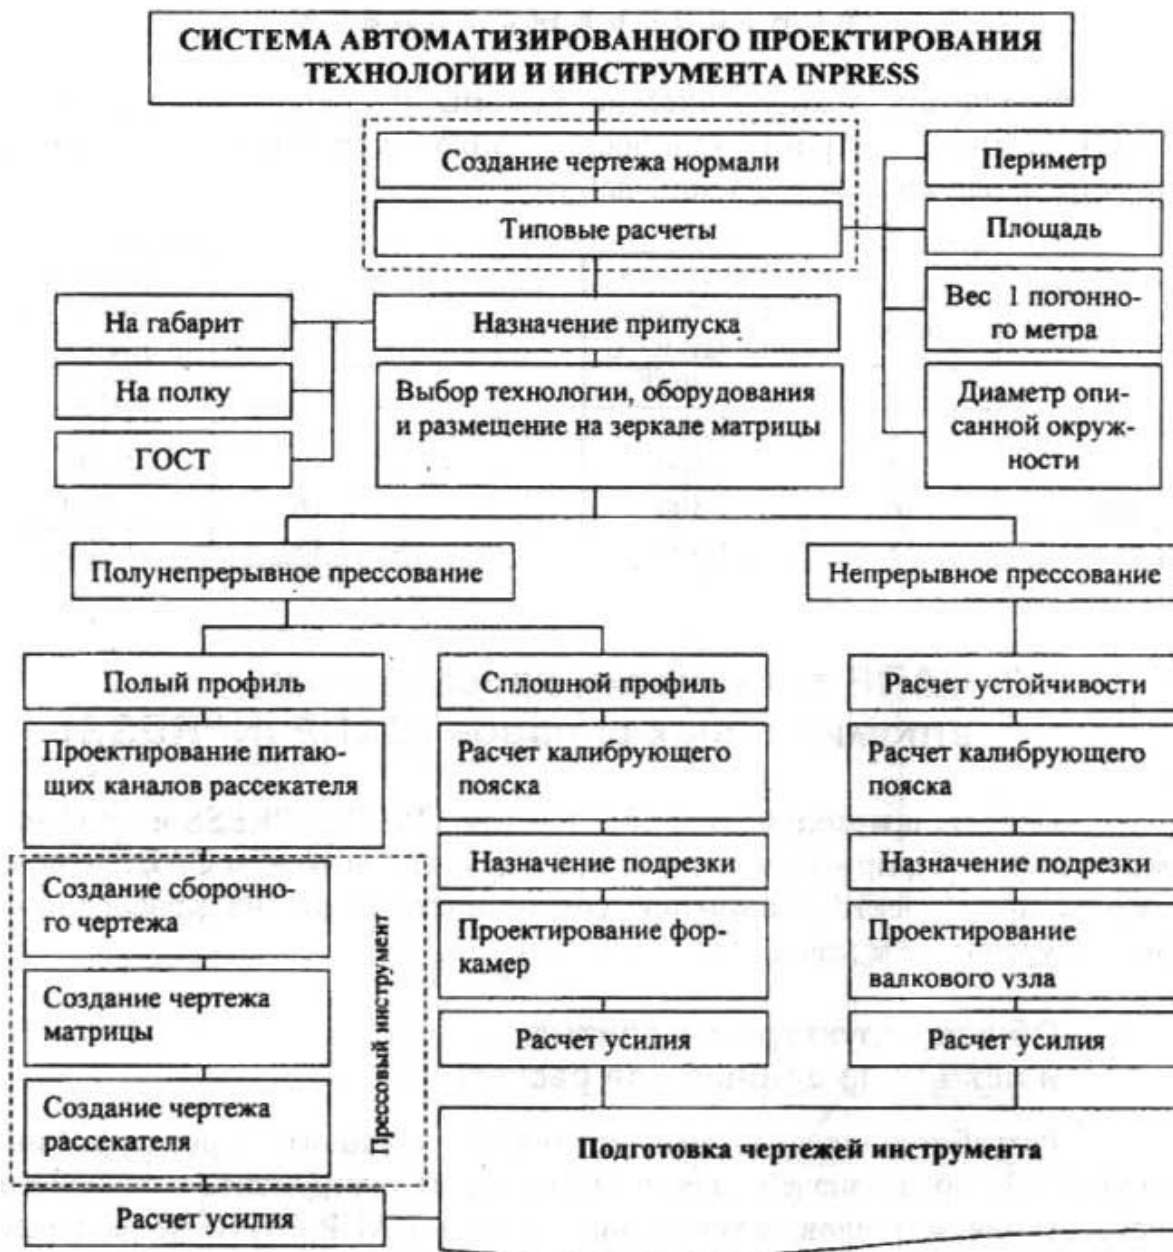 СИСТЕМА АВТОМАТИЗИРОВАННОГО ПРОЕКТИРОВАНИЯ
ТЕХНОЛОГИИ И ИНСТРУМЕНТА INPRESS
Создание чертежа нормали
Типовые расчеты
Периметр
Площадь
Вес 1 погонно-
го метра
Диаметр опи-
санной окруж-
ности
Назначение припуска
На габарит
На полку
ГОСТ
Выбор технологии, оборудования
и размещение на зеркале матрицы
Полунепрерывное прессование
Непрерывное прессование
Полый профиль
Проектирование питаю-
щих каналов рассекателя
Создание сборочно-
го чертежа
Создание чертежа
матрицы
Создание чертежа
рассекателя
Прессовый инструмент
Расчет усилия
Сплошной профиль
Расчет калибрующего
пояска
Назначение подрезки
Проектирование фор-
камер
Расчет усилия
Расчет устойчивости
Расчет калибрующего
пояска
Назначение подрезки
Проектирование
валкового узла
Расчет усилия
Подготовка чертежей инструмента